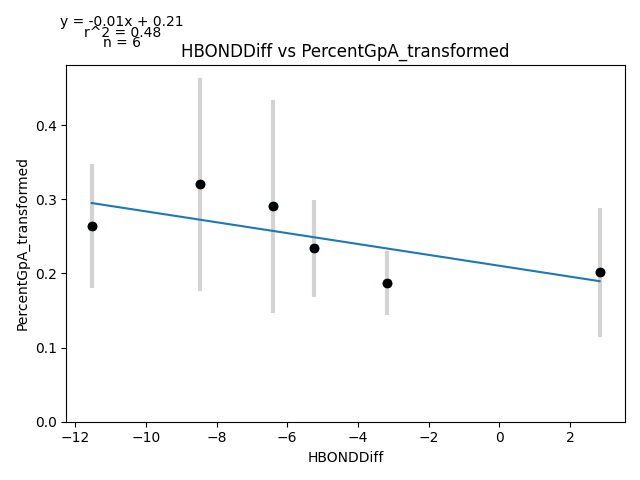 y = -0.01x + 0.21
r^2 = 0.48
n = 6
HBONDDiff vs PercentGpA_transformed
PercentGpA_transformed
0.4
0.3
0.2
0.1
0.0
−12 −10 −8 −6 −4 −2 0 2
HBONDDiff